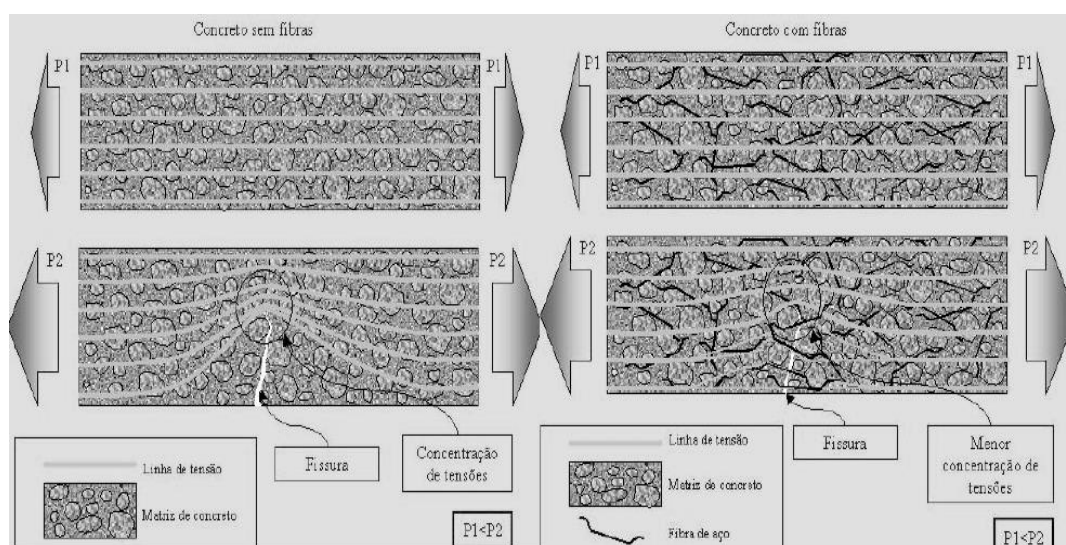 Concreto sem fibras
P1
P1
P2
P2
Linha de tensão
Matriz de concreto
Fissura
Concentração
de tensões
P1<P2
Concreto com fibras
P1
P1
P2
P2
Linha de tensão
Matriz de concreto
Fibra de aço
Fissura
Menor
concentração de
tensões
P1<P2